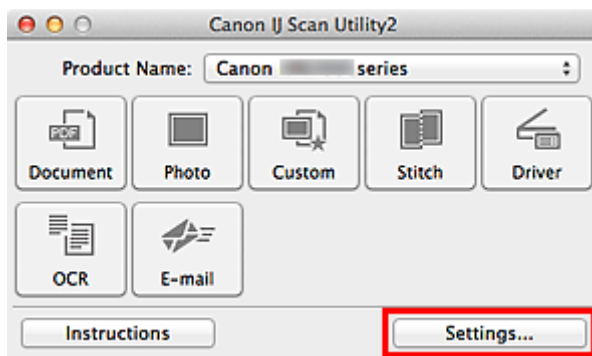 Canon IJ Scan Utility2
Product Name: Canon series
PDF
Document Photo Custom Stitch Driver
OCR E-mail
Instructions Settings...